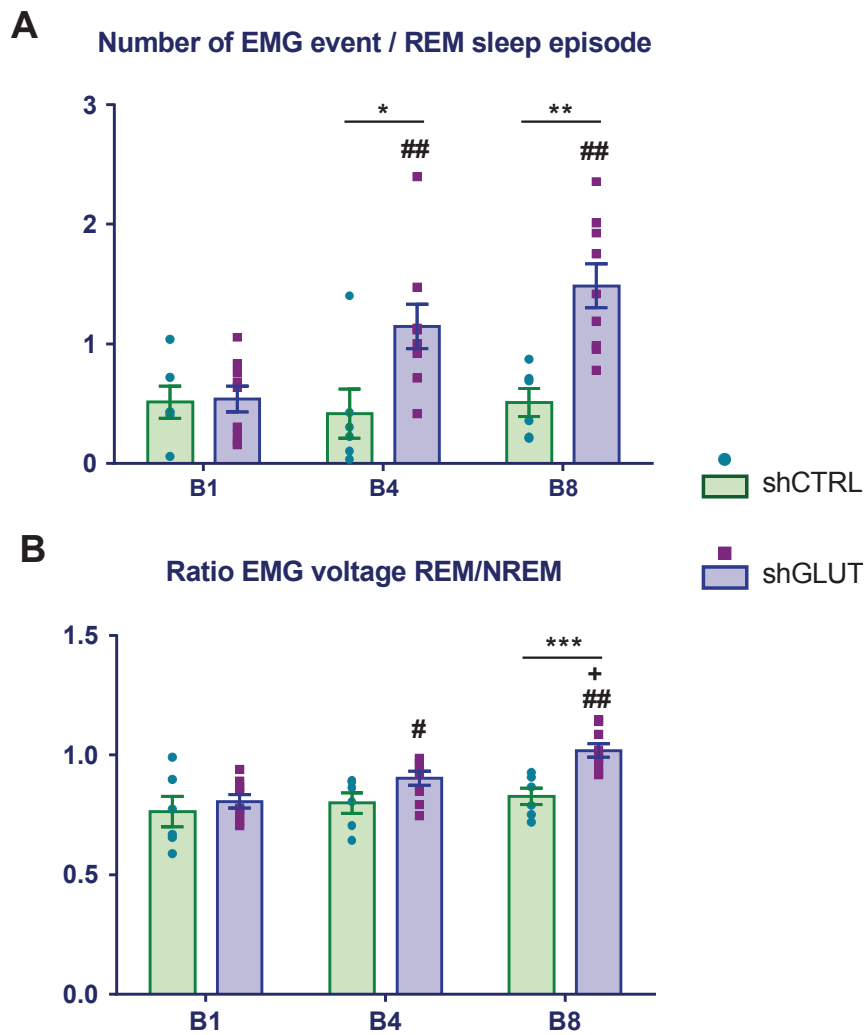 A
Number of EMG event / REM sleep episode
3
2
1
0
*
##
**
##
B1
B4
B8
shCTRL
shGLUT
B
Ratio EMG voltage REM/NREM
1.5
1.0
0.5
0.0
#
***
+
##
B1
B4
B8